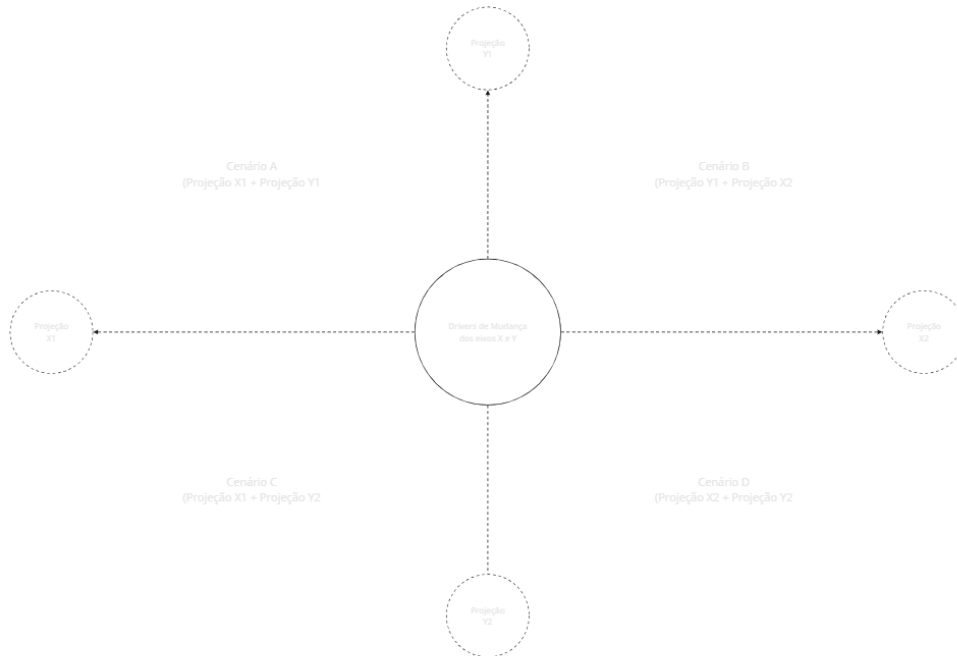 Projeção
Y1
Cenário A
(Projeção X1 + Projeção Y1
Cenário B
(Projeção Y1 + Projeção X2
Projeção
X1
Drivers de Mudança
dos eixos X e Y
Projeção
X2
Cenário C
(Projeção X1 + Projeção Y2
Cenário D
(Projeção X2 + Projeção Y2
Projeção
Y2